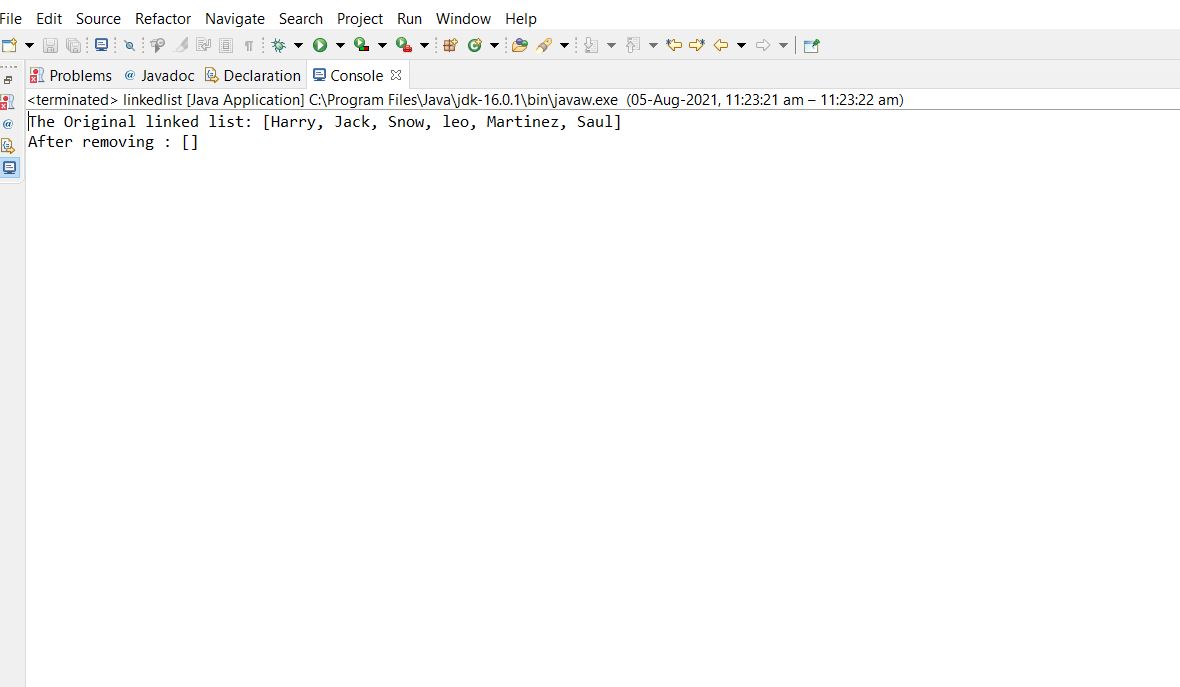 File Edit Source Refactor Navigate Search Project Run Window Help
Problems @ Javadoc Declaration Console
<terminated> linkedlist [Java Application] C:\Program Files\Java\jdk-16.0.1\bin\javaw.exe (05-Aug-2021, 11:23:21 am – 11:23:22 am)
The Original linked list: [Harry, Jack, Snow, leo, Martinez, Saul]
After removing : []